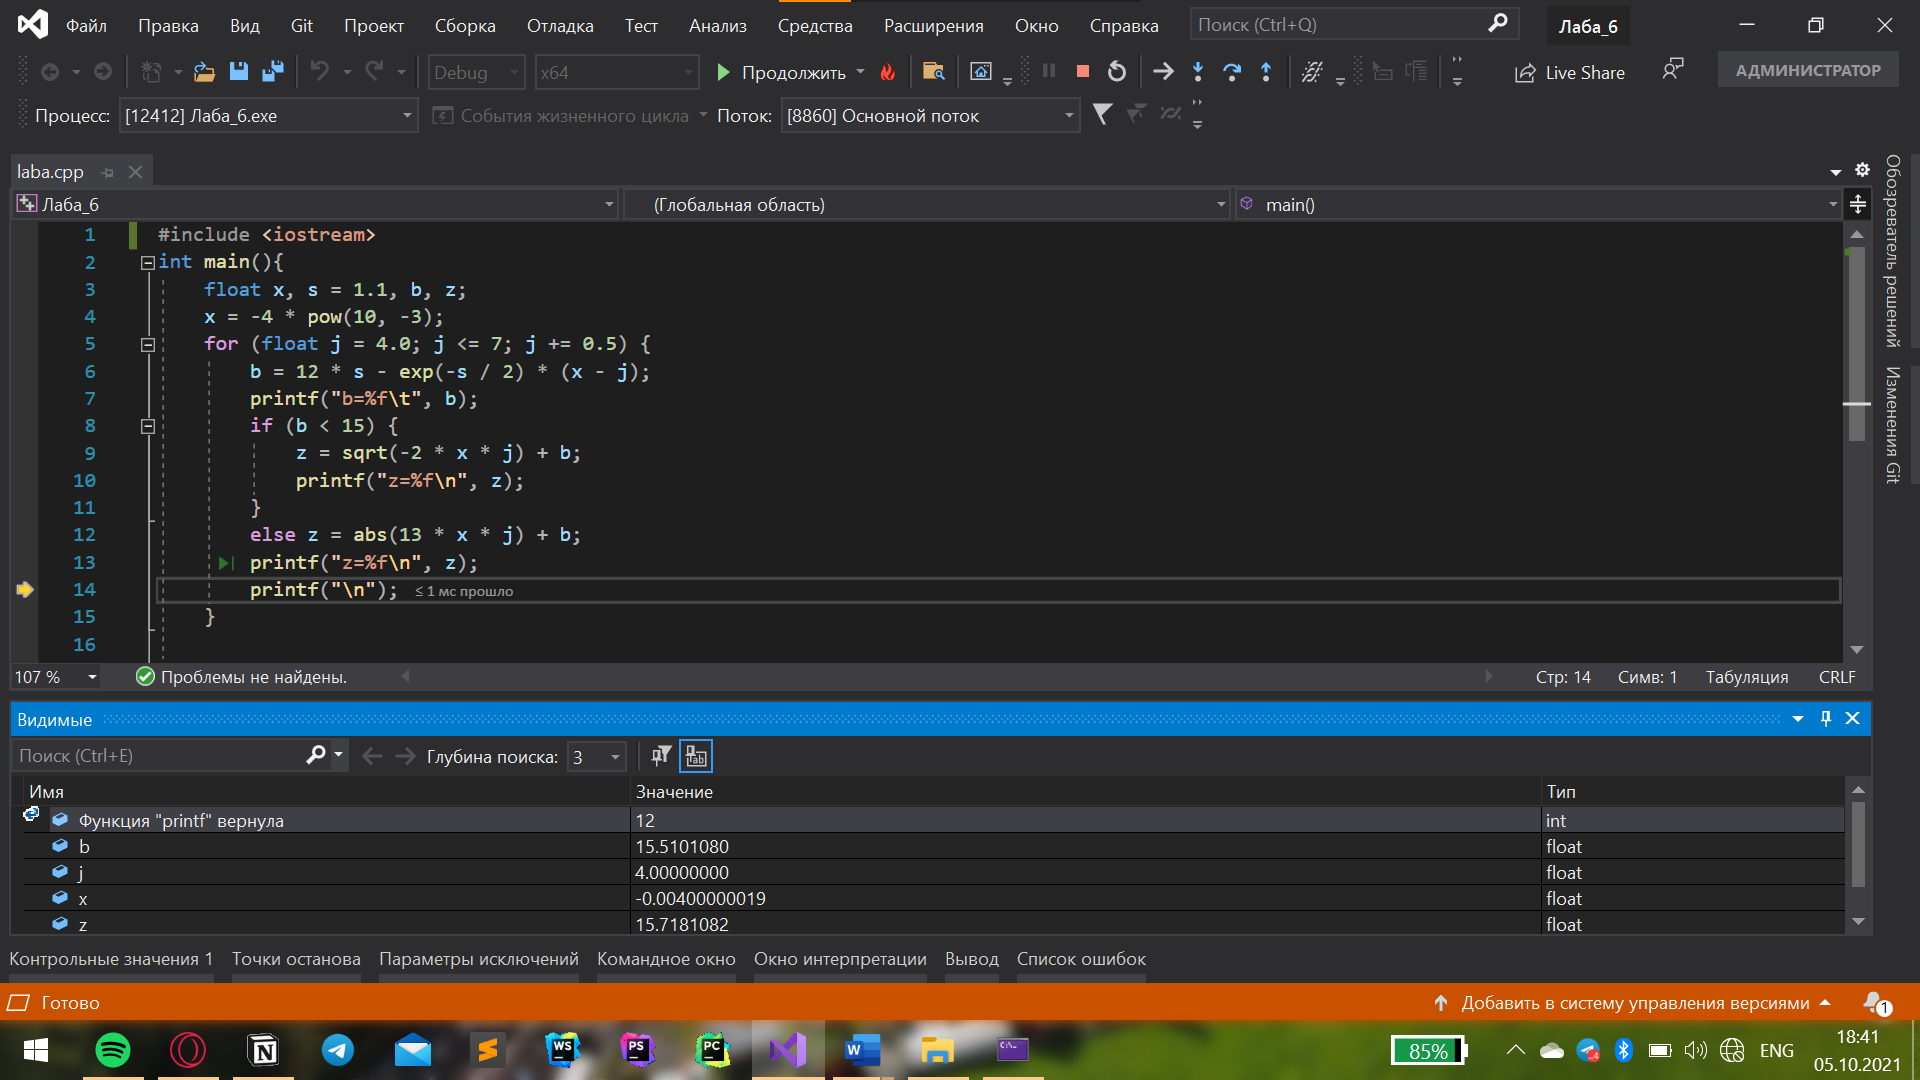 Файл Правка Вид Git Проект Сборка Отладка Тест Анализ Средства Расширения Окно Справка Поиск (Ctrl+Q) Лаба_6
Debug x64 Продолжить Live Share АДМИНИСТРАТОР
Процесс: [12412] Лаба_6.exe События жизненного цикла Поток: [8860] Основной поток
laba.cpp
Лаба_6 (Глобальная область) main()
1 #include <iostream>
2 int main(){
3 float x, s = 1.1, b, z;
4 x = -4 * pow(10, -3);
5 for (float j = 4.0; j <= 7; j += 0.5) {
6 b = 12 * s - exp(-s / 2) * (x - j);
7 printf("b=%f\t", b);
8 if (b < 15) {
9 z = sqrt(-2 * x * j) + b;
10 printf("z=%f\n", z);
11 }
12 else z = abs(13 * x * j) + b;
13 printf("z=%f\n", z);
14 printf("\n"); ≤ 1 мс прошло
15 }
16
Обозреватель решений
Изменения Git
107 % Проблемы не найдены. Стр: 14 Симв: 1 Табуляция CRLF
Видимые
Поиск (Ctrl+E) Глубина поиска: 3
Имя Значение Тип
Функция "printf" вернула 12 int
b 15.5101080 float
j 4.00000000 float
x -0.00400000019 float
z 15.7181082 float
Контрольные значения 1 Точки останова Параметры исключений Командное окно Окно интерпретации Вывод Список ошибок
Готово Добавить в систему управления версиями 1
WS PS PC W 85% ENG 18:41
05.10.2021